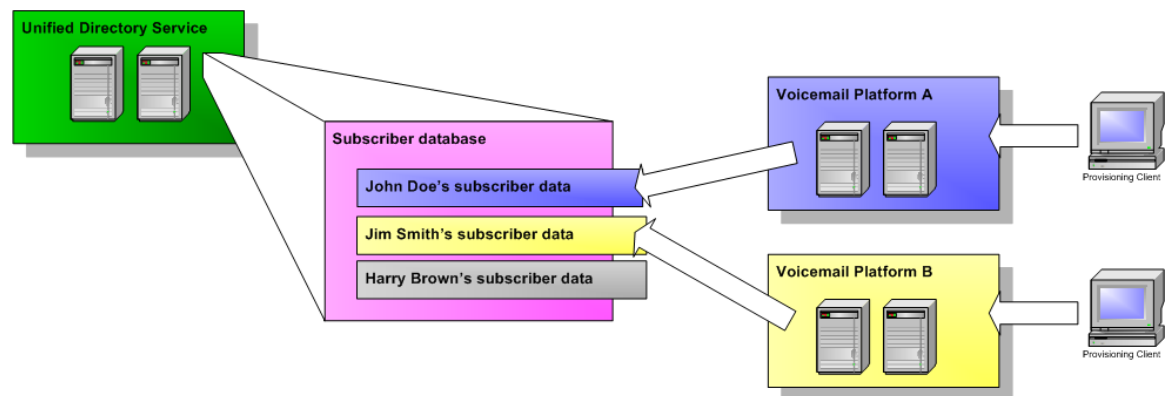 Unified Directory Service
Subscriber database
John Doe's subscriber data
Jim Smith's subscriber data
Harry Brown's subscriber data
Voicemail Platform A
Provisioning Client
Voicemail Platform B
Provisioning Client